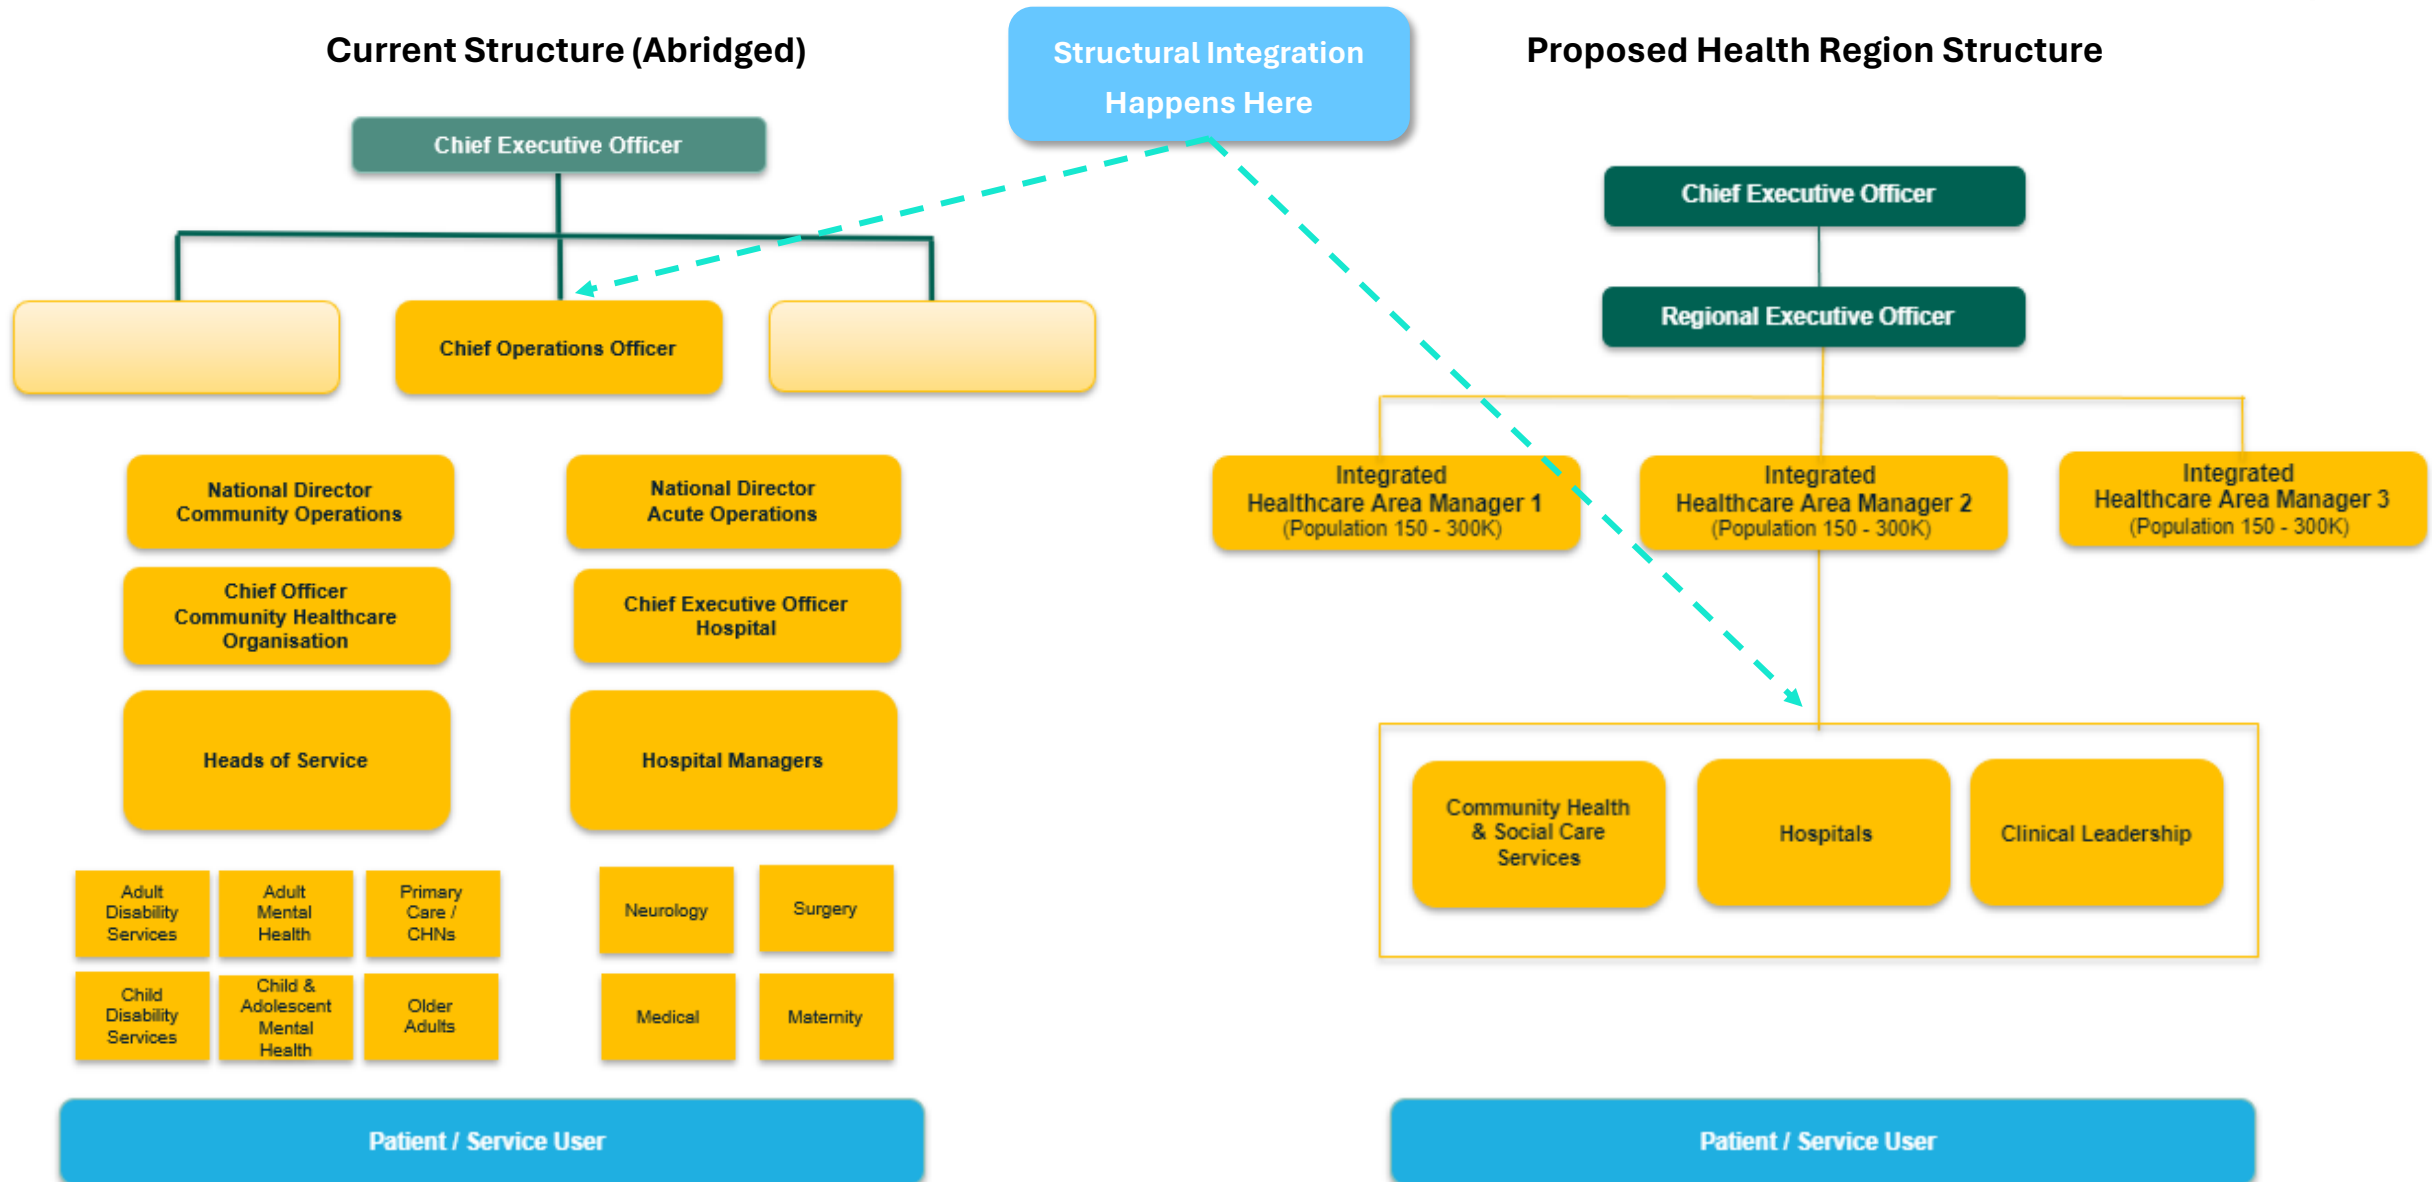 Current Structure (Abridged)
Structural Integration
Happens Here
Proposed Health Region Structure
Chief Executive Officer
Chief Operations Officer
National Director
Community Operations
National Director
Acute Operations
Chief Officer
Community Healthcare
Organisation
Chief Executive Officer
Hospital
Heads of Service
Hospital Managers
Adult
Disability
Services
Adult
Mental
Health
Primary
Care /
CHNs
Neurology
Surgery
Child
Disability
Services
Child &
Adolescent
Mental
Health
Older
Adults
Medical
Maternity
Patient / Service User
Chief Executive Officer
Regional Executive Officer
Integrated
Healthcare Area Manager 1
(Population 150 - 300K)
Integrated
Healthcare Area Manager 2
(Population 150 - 300K)
Integrated
Healthcare Area Manager 3
(Population 150 - 300K)
Community Health
& Social Care
Services
Hospitals
Clinical Leadership
Patient / Service User